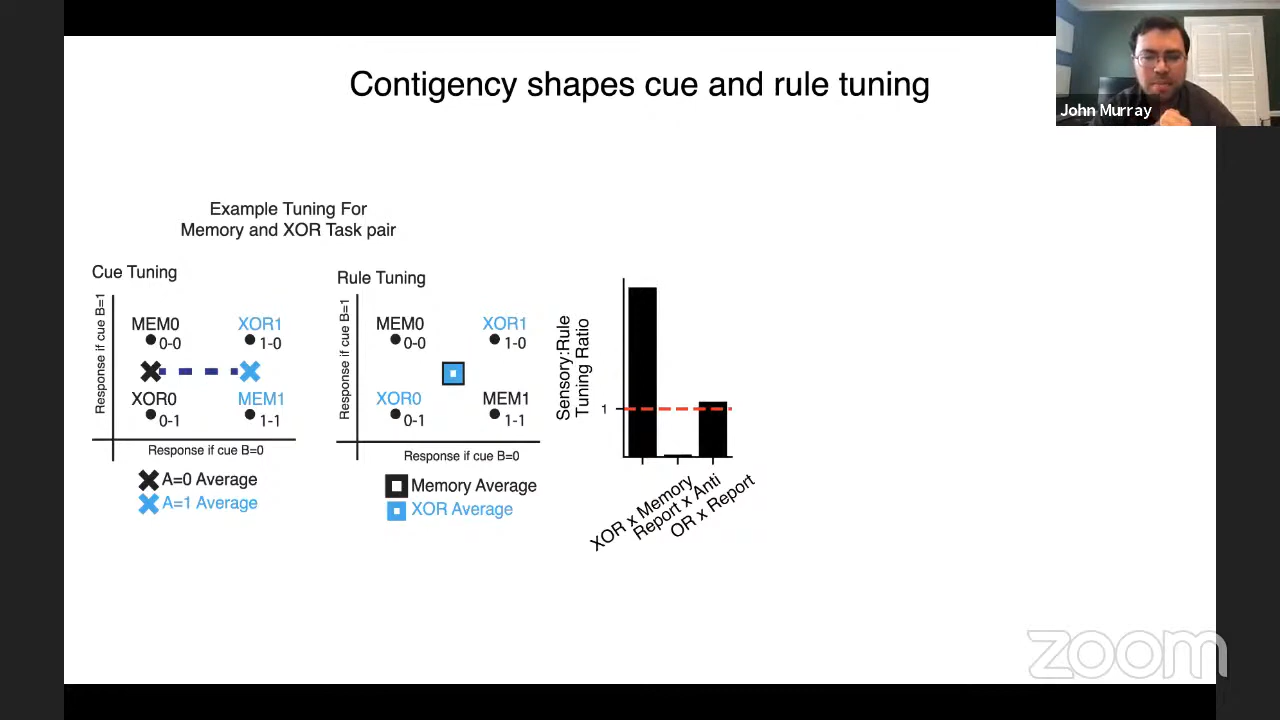 Contigency shapes cue and rule tuning
John Murray
Example Tuning For
Memory and XOR Task pair
Cue Tuning
Response if cue B=1
MEM0
0-0
XOR1
1-0
XOR0
0-1
MEM1
1-1
Response if cue B=0
A=0 Average
A=1 Average
Rule Tuning
Response if cue B=1
MEM0
0-0
XOR1
1-0
XOR0
0-1
MEM1
1-1
Response if cue B=0
Memory Average
XOR Average
Sensory:Rule
Tuning Ratio
1
XOR x Memory
Report x Anti
OR x Report
zoom